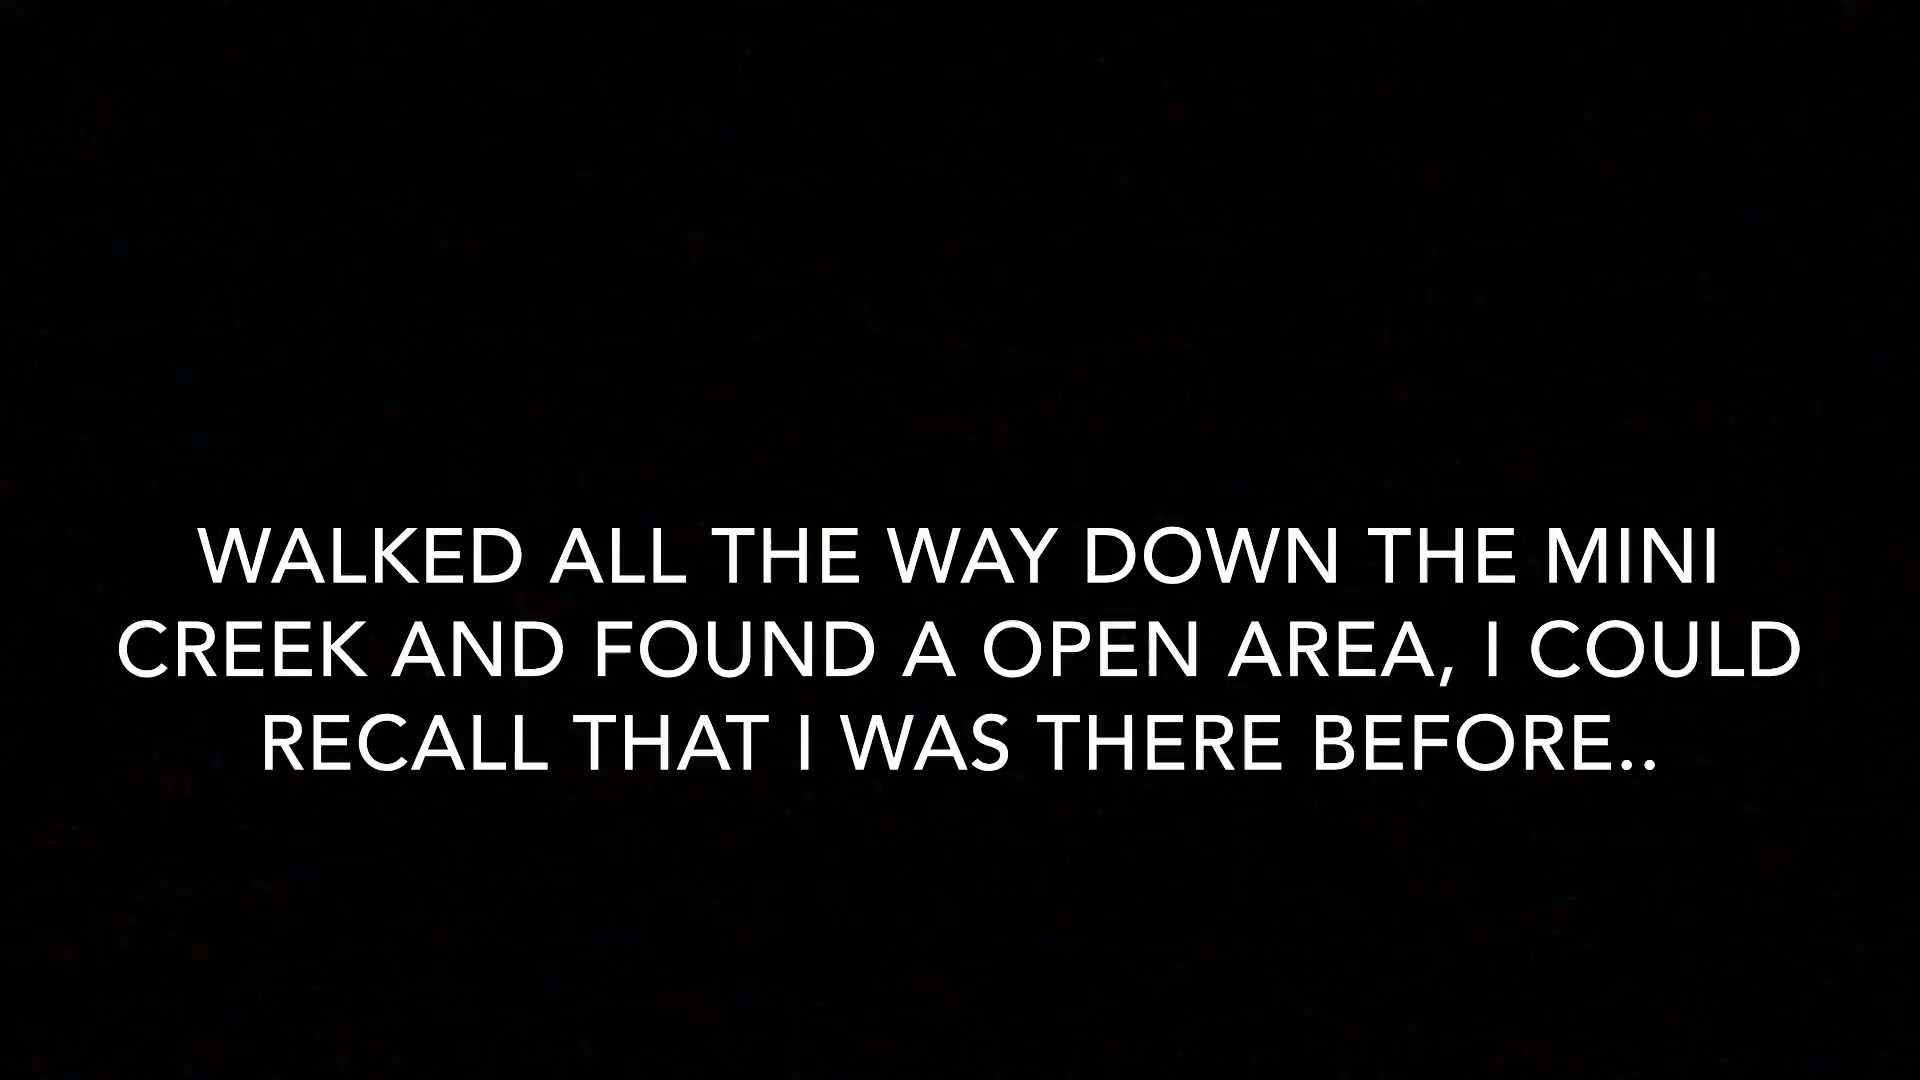 WALKED ALL THE WAY DOWN THE MINI
CREEK AND FOUND A OPEN AREA, I COULD
RECALL THAT I WAS THERE BEFORE..